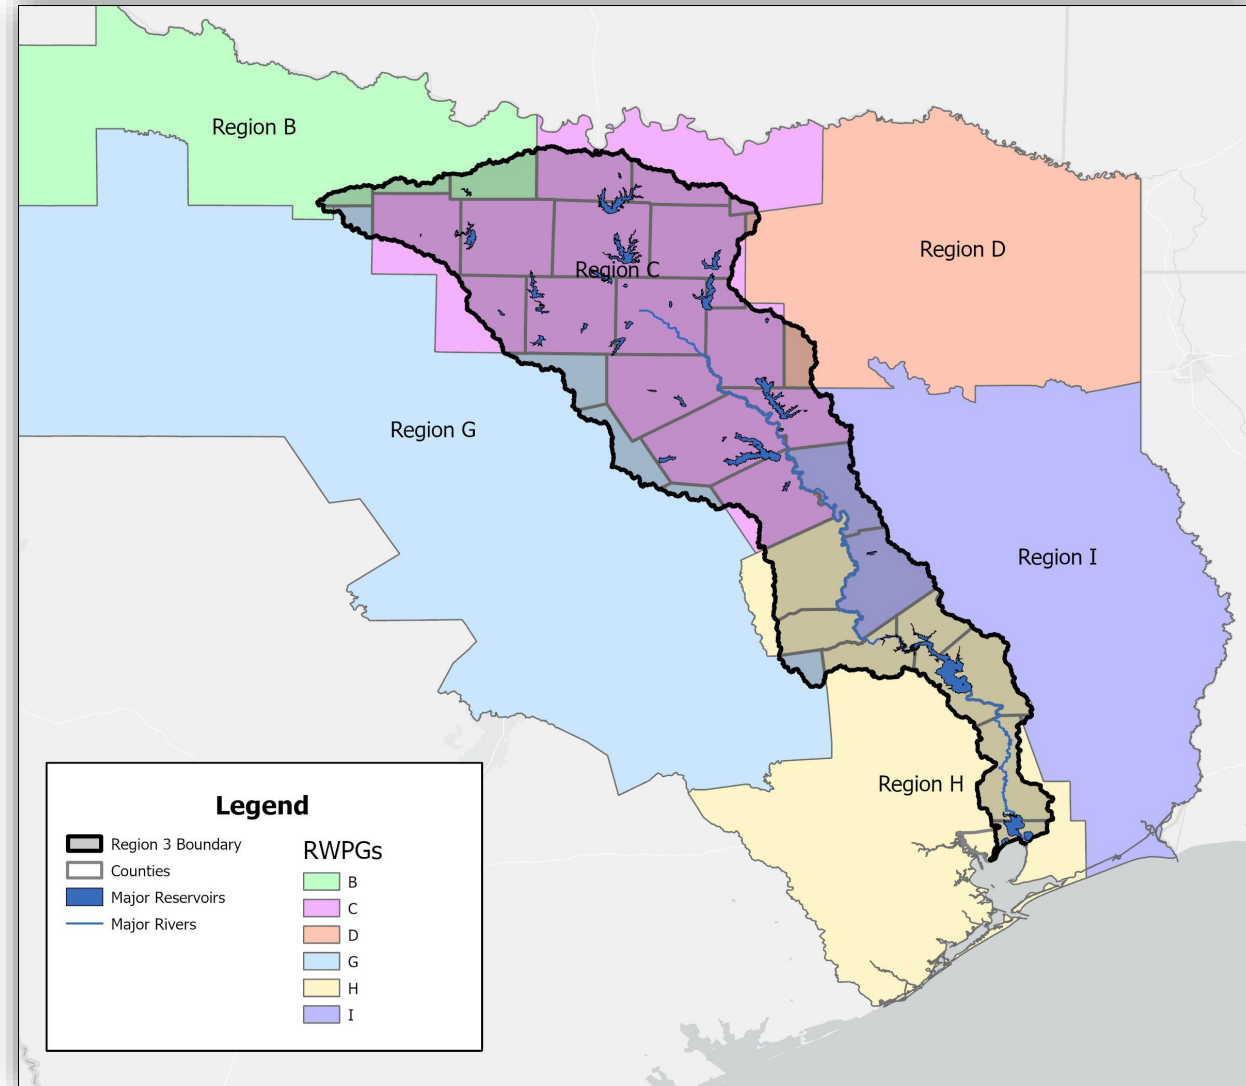 Region B
Region D
Region C
Region G
Region I
Region H
Legend
Region 3 Boundary
Counties
Major Reservoirs
Major Rivers
RWPGs
B
C
D
G
H
I